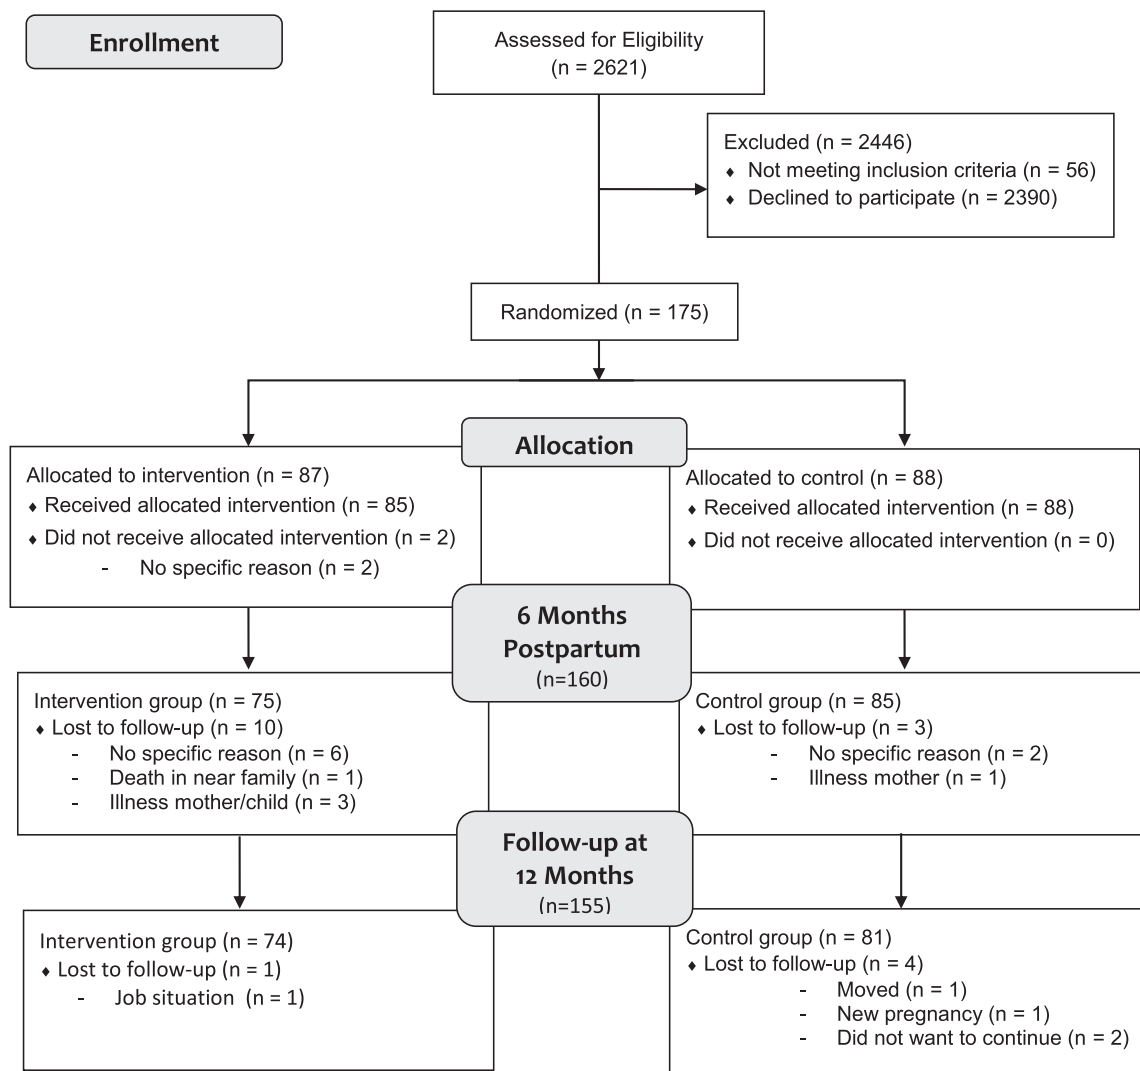 Enrollment
Assessed for Eligibility
(n = 2621)
Excluded (n = 2446)
♦ Not meeting inclusion criteria (n = 56)
♦ Declined to participate (n = 2390)
Randomized (n = 175)
Allocation
Allocated to intervention (n = 87)
♦ Received allocated intervention (n = 85)
♦ Did not receive allocated intervention (n = 2)
- No specific reason (n = 2)
Allocated to control (n = 88)
♦ Received allocated intervention (n = 88)
♦ Did not receive allocated intervention (n = 0)
6 Months
Postpartum
(n=160)
Intervention group (n = 75)
♦ Lost to follow-up (n = 10)
- No specific reason (n = 6)
- Death in near family (n = 1)
- Illness mother/child (n = 3)
Control group (n = 85)
♦ Lost to follow-up (n = 3)
- No specific reason (n = 2)
- Illness mother (n = 1)
Follow-up at
12 Months
(n=155)
Intervention group (n = 74)
♦ Lost to follow-up (n = 1)
- Job situation (n = 1)
Control group (n = 81)
♦ Lost to follow-up (n = 4)
- Moved (n = 1)
- New pregnancy (n = 1)
- Did not want to continue (n = 2)